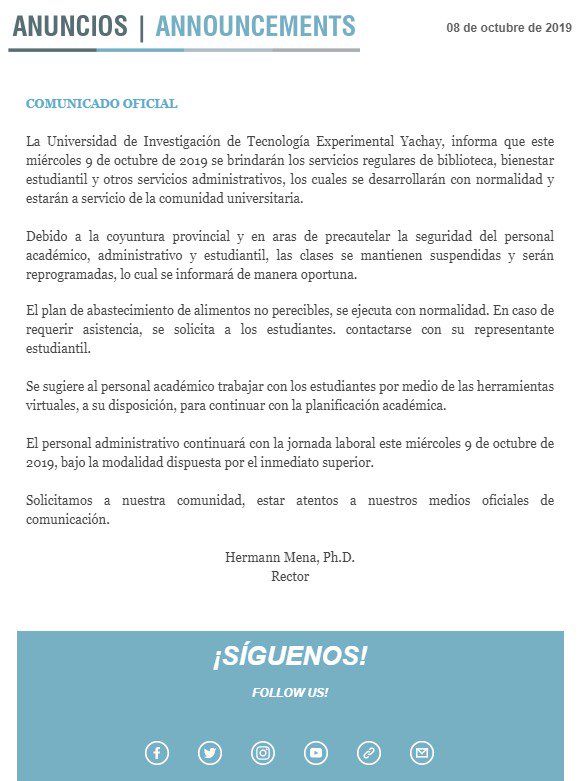 ANUNCIOS | ANNOUNCEMENTS
08 de octubre de 2019
COMUNICADO OFICIAL
La Universidad de Investigación de Tecnología Experimental Yachay, informa que este
miércoles 9 de octubre de 2019 se brindarán los servicios regulares de biblioteca, bienestar
estudiantil y otros servicios administrativos, los cuales se desarrollarán con normalidad y
estarán a servicio de la comunidad universitaria.
Debido a la coyuntura provincial y en aras de precautelar la seguridad del personal
académico, administrativo y estudiantil, las clases se mantienen suspendidas y serán
reprogramadas, lo cual se informará de manera oportuna.
El plan de abastecimiento de alimentos no perecibles, se ejecuta con normalidad. En caso de
requerir asistencia, se solicita a los estudiantes. contactarse con su representante
estudiantil.
Se sugiere al personal académico trabajar con los estudiantes por medio de las herramientas
virtuales, a su disposición, para continuar con la planificación académica.
El personal administrativo continuará con la jornada laboral este miércoles 9 de octubre de
2019, bajo la modalidad dispuesta por el inmediato superior.
Solicitamos a nuestra comunidad, estar atentos a nuestros medios oficiales de
comunicación.
Hermann Mena, Ph.D.
Rector
¡SÍGUENOS!
FOLLOW US!